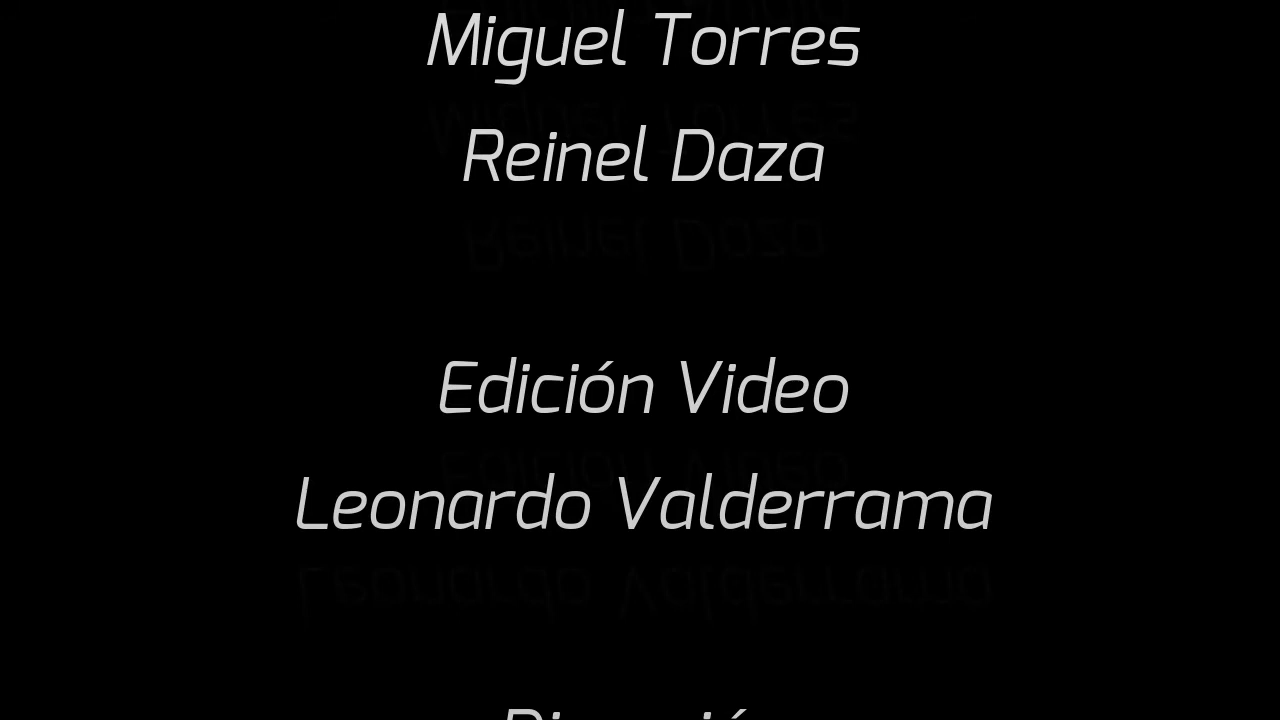 Miguel Torres
Reinel Daza
Edición Video
Leonardo Valderrama